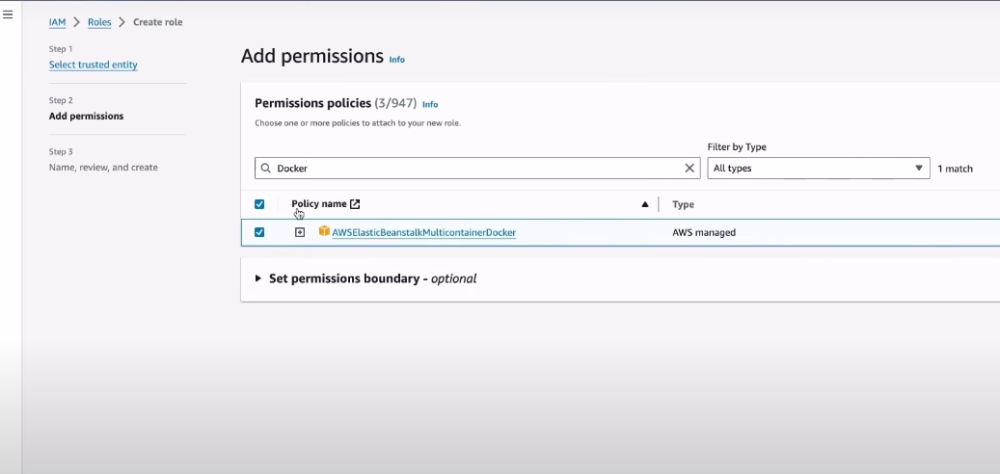 IAM > Roles > Create role
Step 1
Select trusted entity
Step 2
Add permissions
Step 3
Name, review, and create
Add permissions Info
Permissions policies (3/947) Info
Choose one or more policies to attach to your new role.
Filter by Type
Docker
All types
1 match
Policy name
Type
AWSElasticBeanstalkMulticontainerDocker
AWS managed
Set permissions boundary - optional